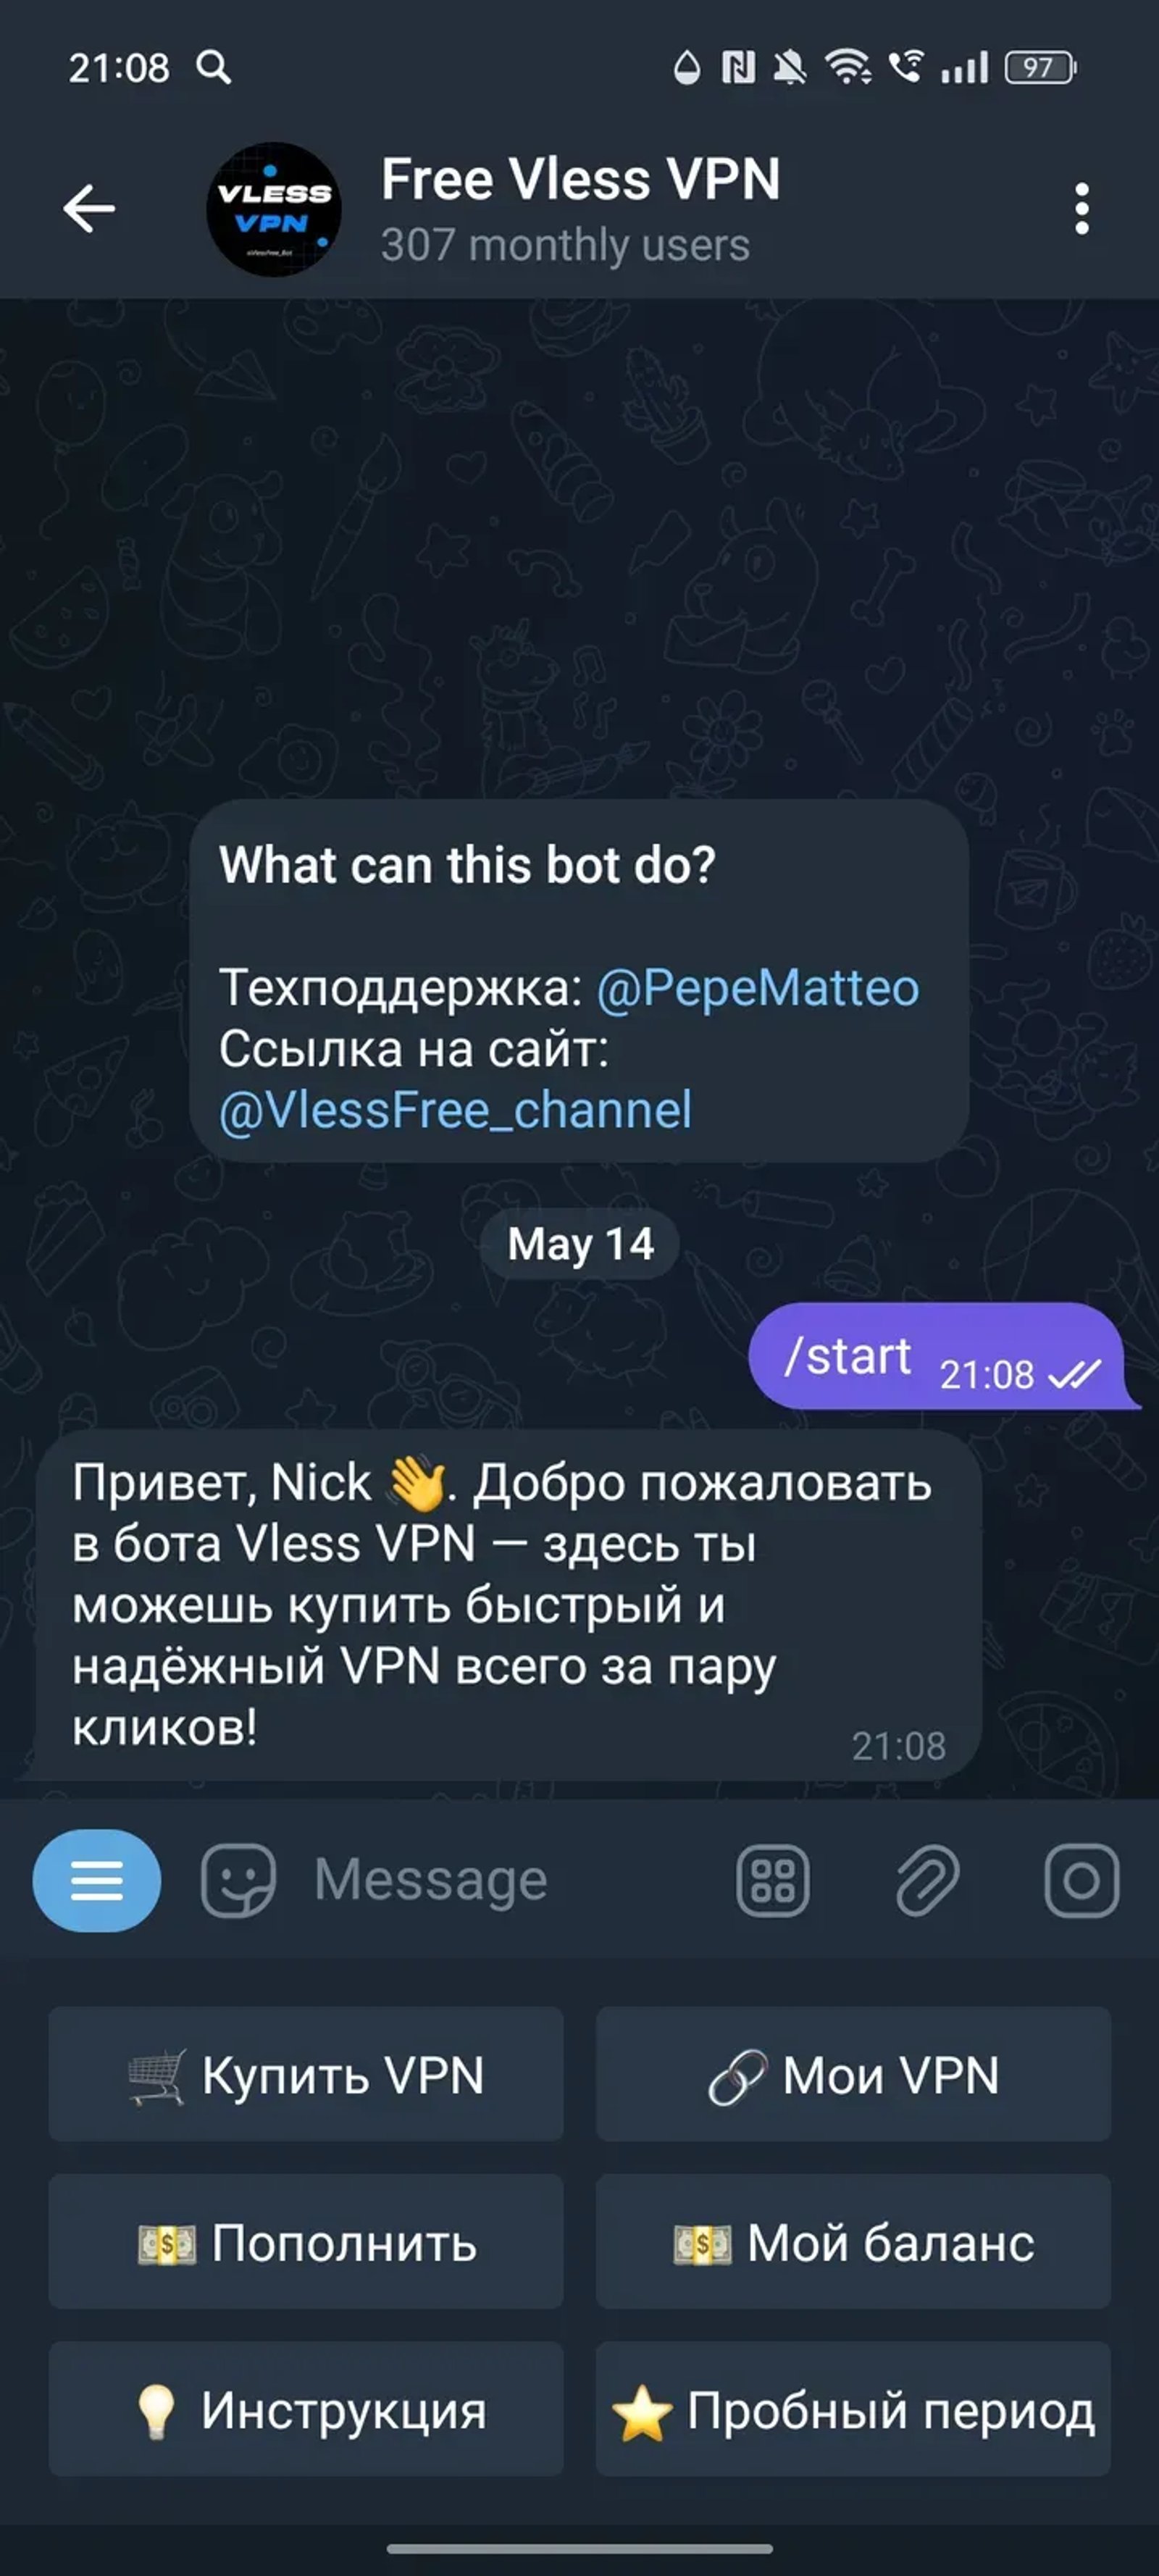 21:08
97
VLESS
VPN
Free Vless VPN
307 monthly users
What can this bot do?
Техподдержка: @PepeMatteo
Ссылка на сайт:
@VlessFree_channel
May 14
/start 21:08
Привет, Nick 👋. Добро пожаловать
в бота Vless VPN — здесь ты
можешь купить быстрый и
надёжный VPN всего за пару
кликов!
21:08
Message
🛒 Купить VPN
🔗 Мои VPN
💵 Пополнить
💵 Мой баланс
💡 Инструкция
⭐ Пробный период